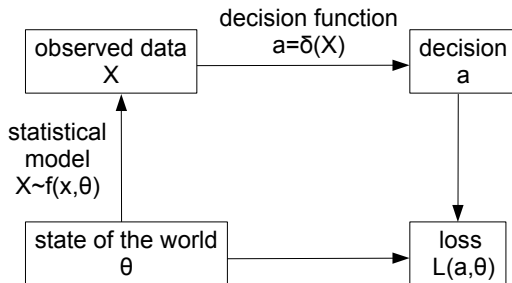 decision function
a=δ(X)
observed data
X
decision
a
statistical
model
X~f(x,θ)
state of the world
θ
loss
L(a,θ)